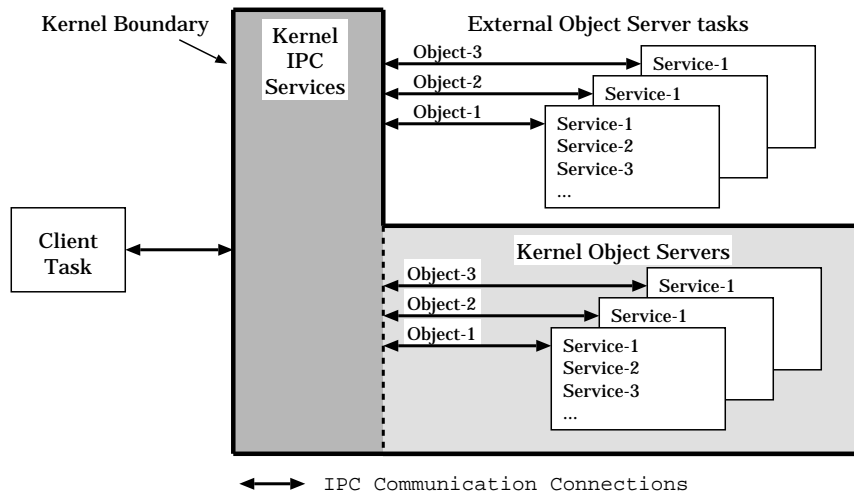 Kernel Boundary
Kernel
IPC
Services
External Object Server tasks
Object-3
Object-2
Object-1
Service-1
Service-1
Service-1
Service-2
Service-3
...
Client
Task
Kernel Object Servers
Object-3
Object-2
Object-1
Service-1
Service-1
Service-1
Service-2
Service-3
...
IPC Communication Connections